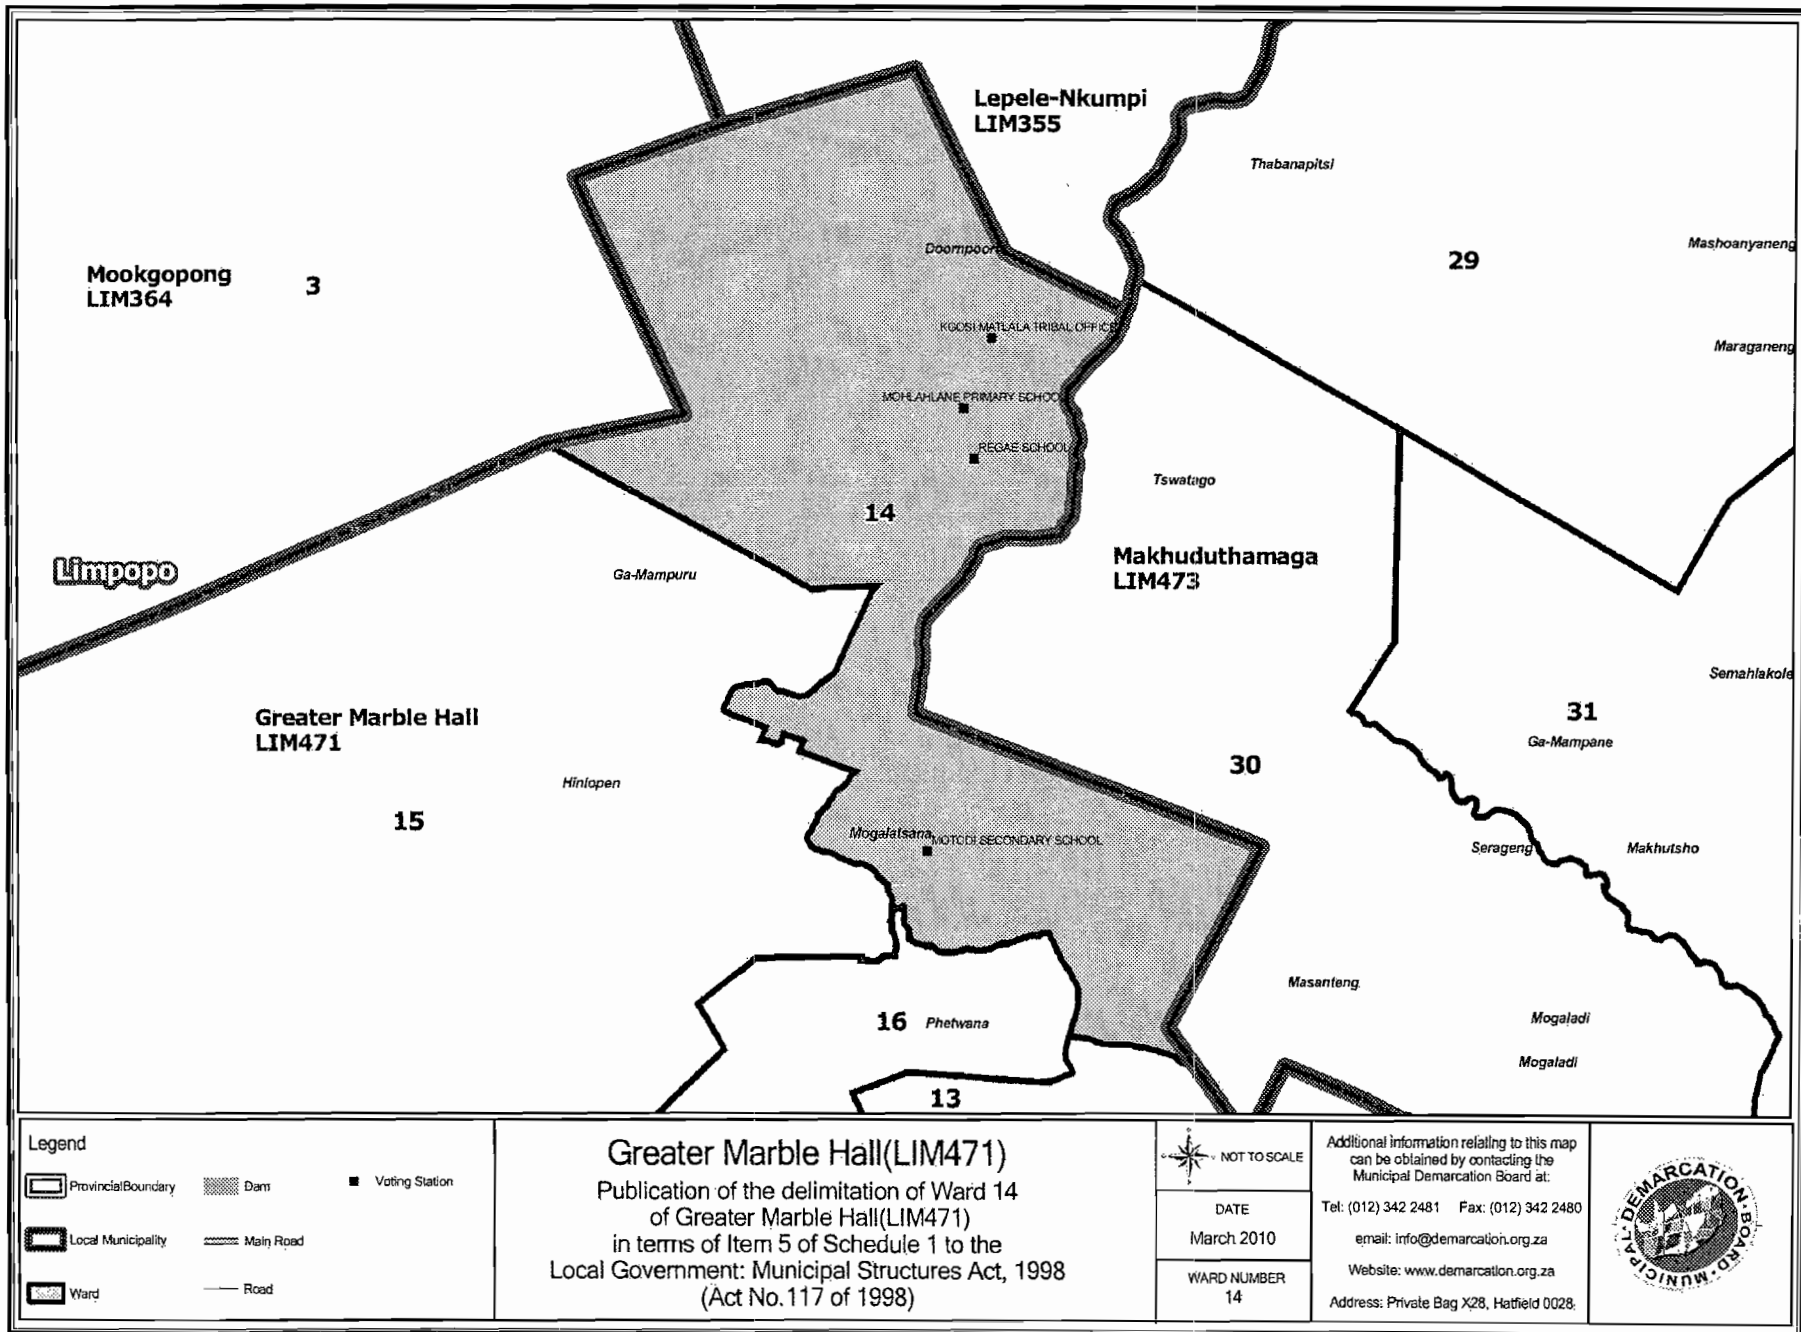 Lepele-Nkumpi
LIM355
Thabanapitsi
Mashoanyaneng
Doornpoort
29
Mookgopong
LIM364
3
KGOSI MATLALA TRIBAL OFFICE
Maraganeng
MOHLAHLANE PRIMARY SCHOOL
REGAE SCHOOL
Tswatago
14
Makhuduthamaga
LIM473
Limpopo
Ga-Mampuru
Semahlakole
Greater Marble Hall
LIM471
31
Ga-Mampane
30
Hinlopen
15
Mogalatsana
MOTODI SECONDARY SCHOOL
Serageng
Makhutsho
Masanteng
16
Phetwana
Mogaladi
Mogaladi
13
Legend
Provincial Boundary
Dam
Voting Station
Local Municipality
Main Road
Ward
Road
Greater Marble Hall(LIM471)
Publication of the delimitation of Ward 14
of Greater Marble Hall(LIM471)
in terms of Item 5 of Schedule 1 to the
Local Government: Municipal Structures Act, 1998
(Act No.117 of 1998)
NOT TO SCALE
DATE
March 2010
WARD NUMBER
14
Additional information relating to this map
can be obtained by contacting the
Municipal Demarcation Board at:
Tel: (012) 342 2481 Fax: (012) 342 2480
email: info@demarcation.org.za
Website: www.demarcation.org.za
Address: Private Bag X28, Hatfield 0028
MUNICIPAL DEMARCATION BOARD